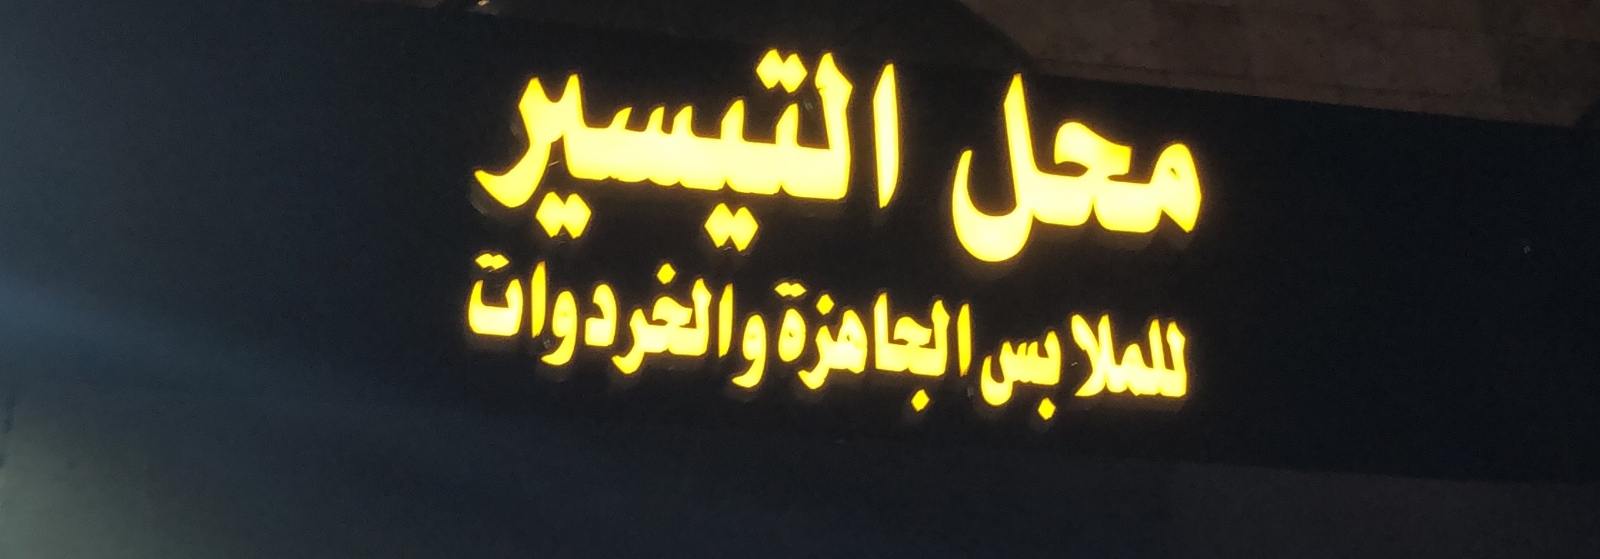 محل التيسير
للملابس الجاهزة والخردوات